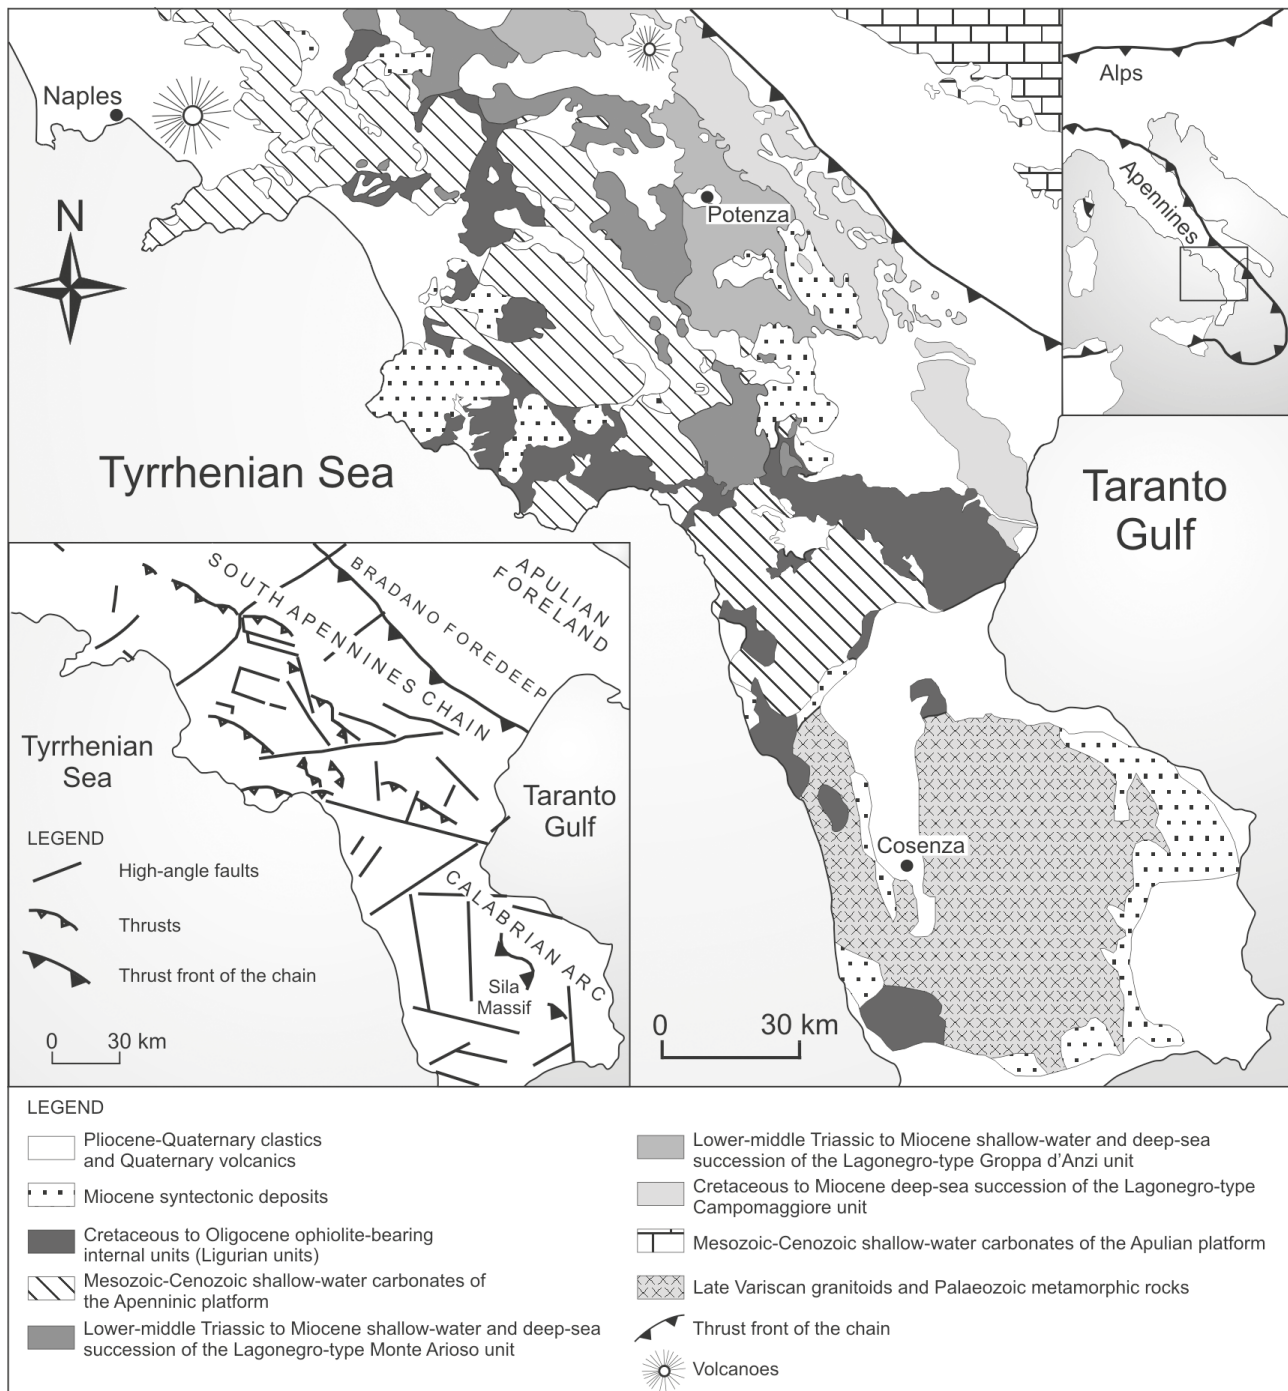 Naples
Alps
Apennines
Potenza
N
Tyrrhenian Sea
Taranto
Gulf
SOUTH APENNINES CHAIN
BRADANO FOREDEEP
APULIAN
FORELAND
Tyrrhenian
Sea
Taranto
Gulf
LEGEND
High-angle faults
Thrusts
Thrust front of the chain
CALABRIAN ARC
Sila
Massif
0 30 km
Cosenza
0 30 km
LEGEND
Pliocene-Quaternary clastics
and Quaternary volcanics
Miocene syntectonic deposits
Cretaceous to Oligocene ophiolite-bearing
internal units (Ligurian units)
Mesozoic-Cenozoic shallow-water carbonates of
the Apenninic platform
Lower-middle Triassic to Miocene shallow-water and deep-sea
succession of the Lagonegro-type Monte Arioso unit
Lower-middle Triassic to Miocene shallow-water and deep-sea
succession of the Lagonegro-type Groppa d'Anzi unit
Cretaceous to Miocene deep-sea succession of the Lagonegro-type
Campomaggiore unit
Mesozoic-Cenozoic shallow-water carbonates of the Apulian platform
Late Variscan granitoids and Palaeozoic metamorphic rocks
Thrust front of the chain
Volcanoes